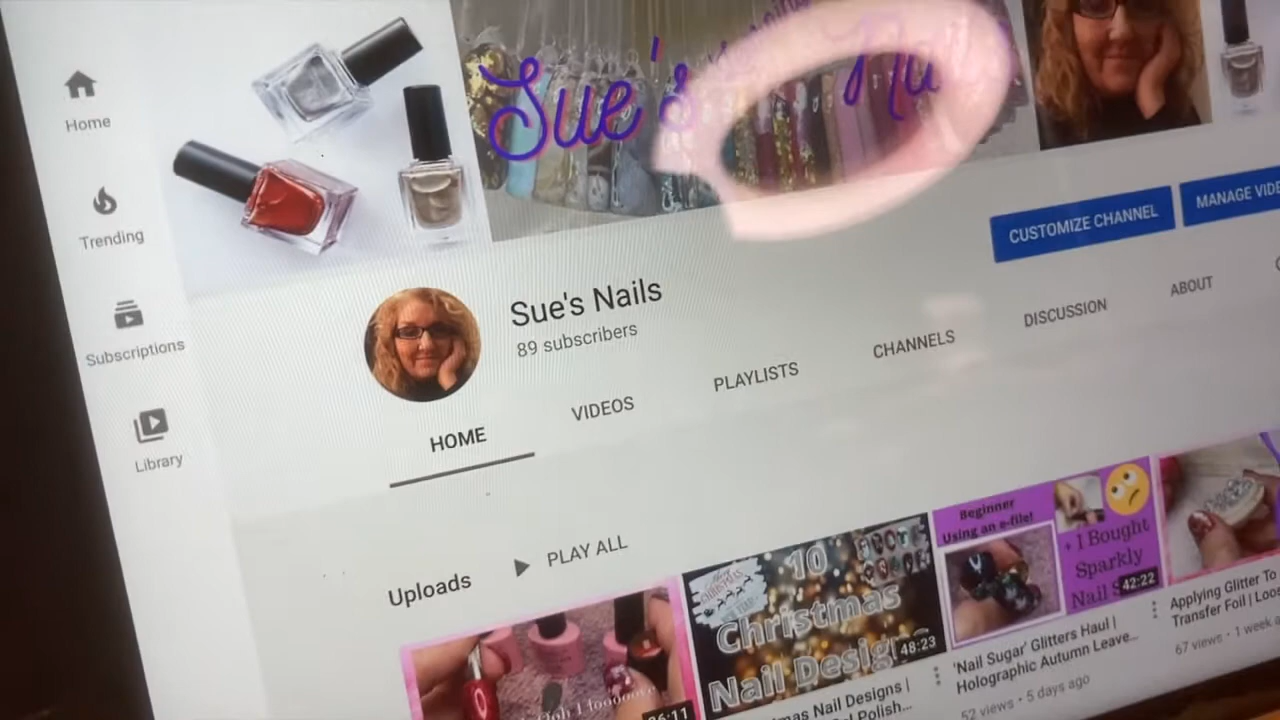 Home
Trending
Subscriptions
Library
Sue's
CUSTOMIZE CHANNEL
MANAGE
Sue's Nails
89 subscribers
HOME
VIDEOS
PLAYLISTS
CHANNELS
DISCUSSION
ABOUT
Uploads
PLAY ALL
10
Christmas
Nail
48:23
Nail Designs |
Polish...
Beginner
Using an e-file!
+ I Bought
Sparkly
Nail
42:22
'Nail Sugar' Glitters Haul |
Holographic Autumn Leave...
52 views • 5 days ago
Applying Glitter To
Transfer Foil |
67 views • 1 week